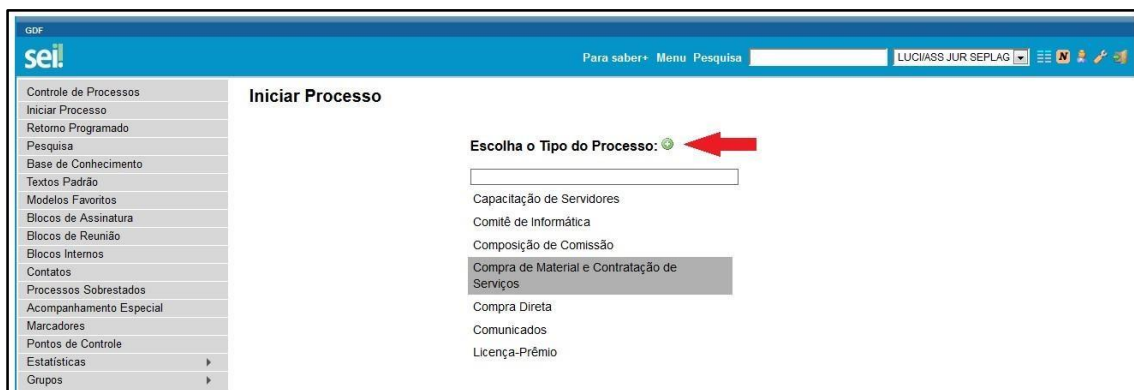 GDF
sei!
Para saber+ Menu Pesquisa
LUCI/ASS JUR SEPLAG
N
Controle de Processos
Iniciar Processo
Retorno Programado
Pesquisa
Base de Conhecimento
Textos Padrão
Modelos Favoritos
Blocos de Assinatura
Blocos de Reunião
Blocos Internos
Contatos
Processos Sobrestados
Acompanhamento Especial
Marcadores
Pontos de Controle
Estatísticas
Grupos
Iniciar Processo
Escolha o Tipo do Processo:
Capacitação de Servidores
Comitê de Informática
Composição de Comissão
Compra de Material e Contratação de
Serviços
Compra Direta
Comunicados
Licença-Prêmio